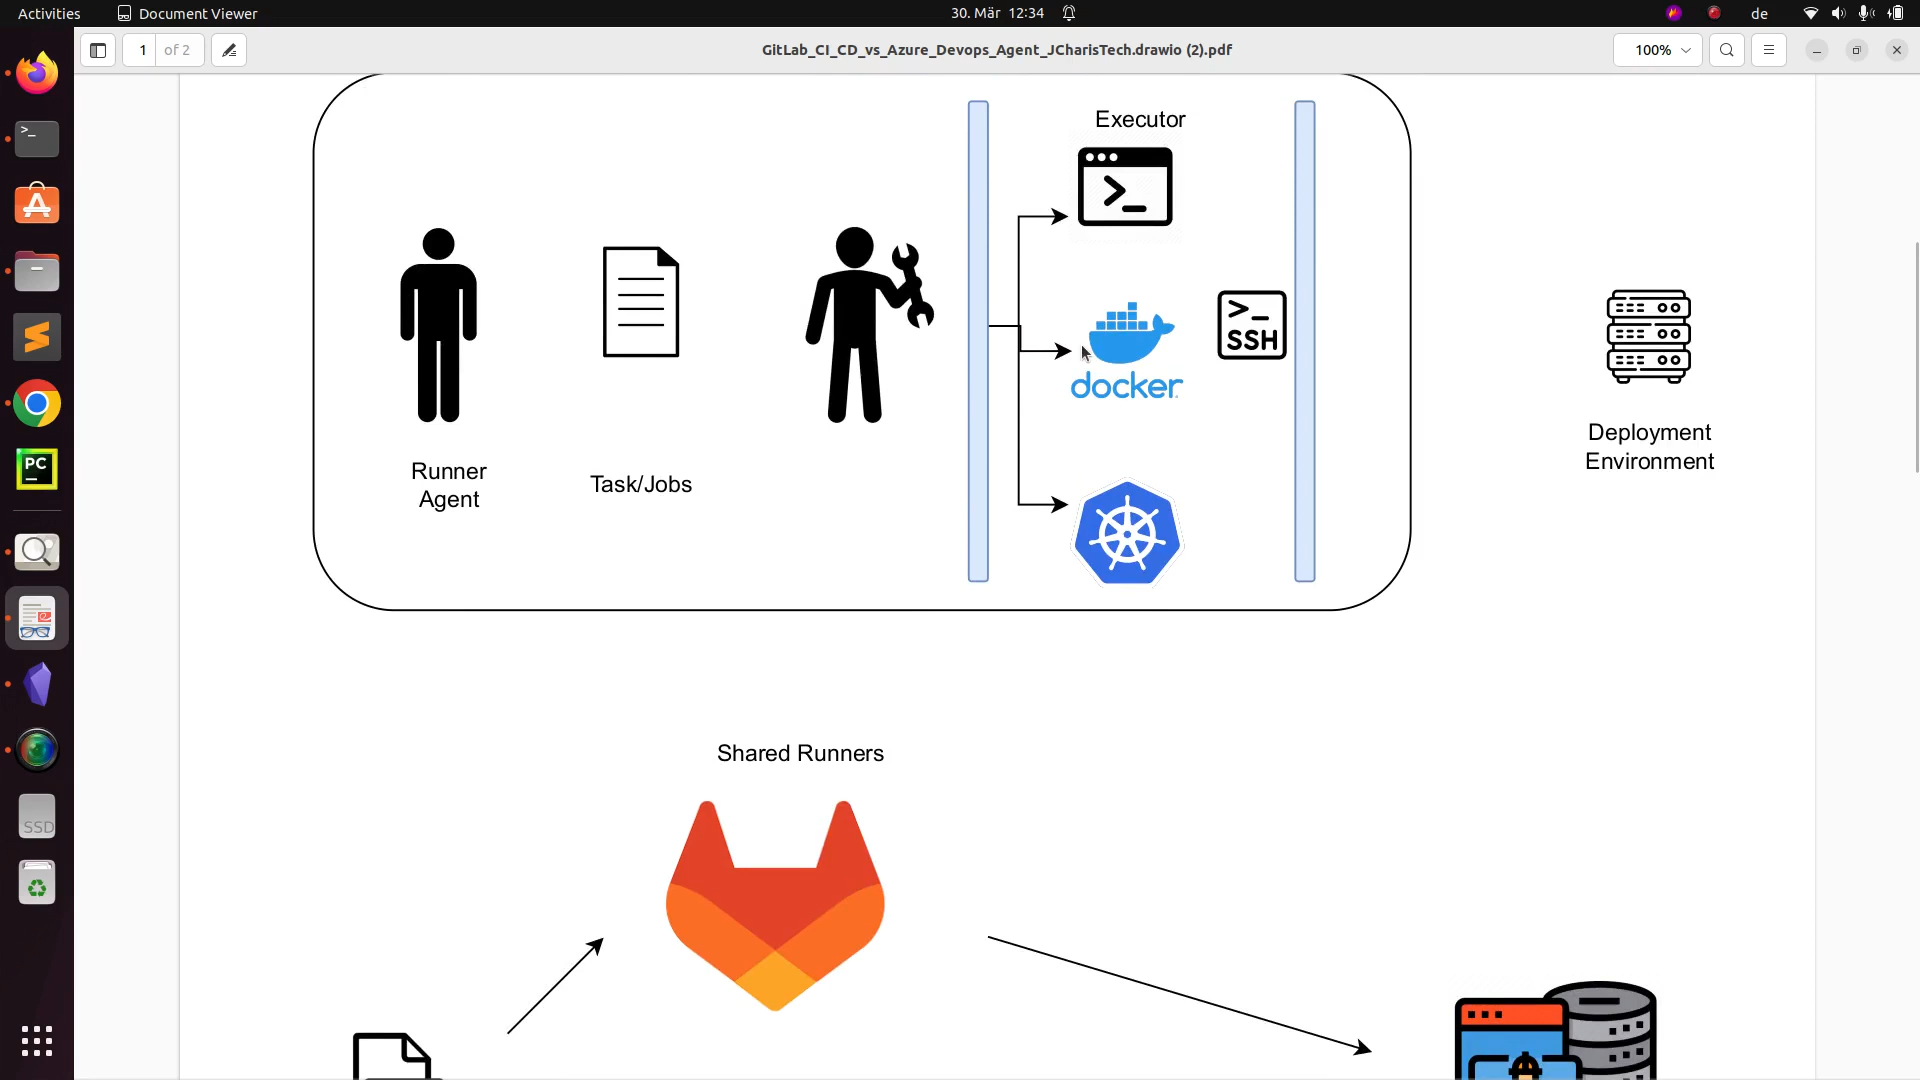 Activities
Document Viewer
30. Mär 12:34
de
1 of 2
GitLab_CI_CD_vs_Azure_Devops_Agent_JCharisTech.drawio (2).pdf
100%
Executor
>_
SSH
docker
Runner
Agent
Task/Jobs
Deployment
Environment
Shared Runners
PC
SSD